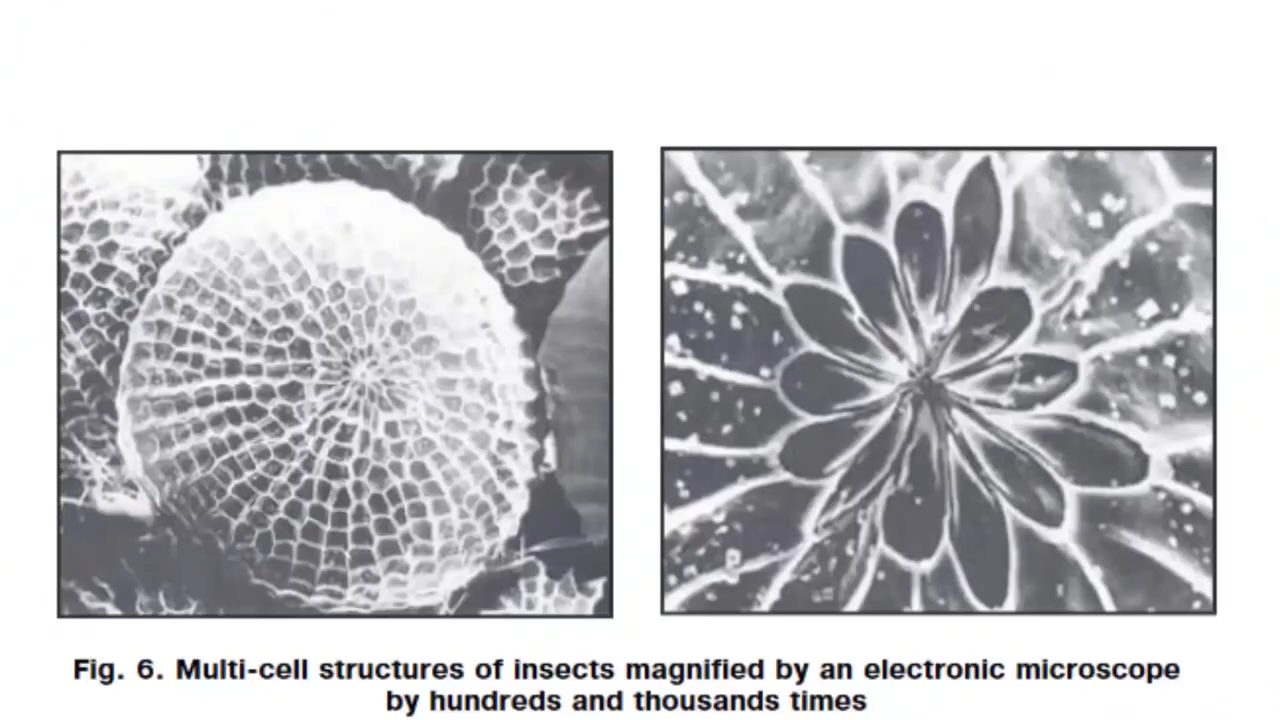 Fig. 6. Multi-cell structures of insects magnified by an electronic microscope
by hundreds and thousands times